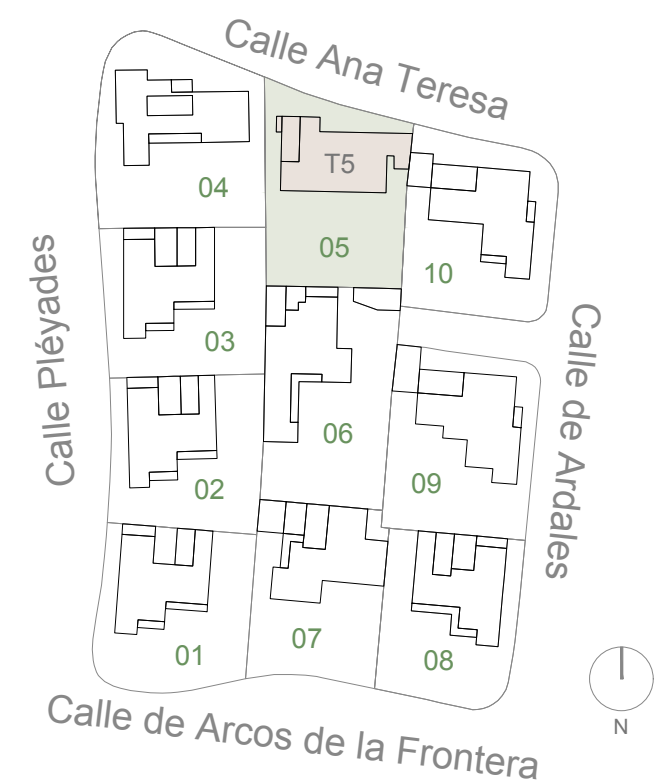 Calle Ana Teresa
04
T5
05
10
Calle Pléyades
03
Calle de Ardales
06
02
09
01
07
08
N
Calle de Arcos de la Frontera